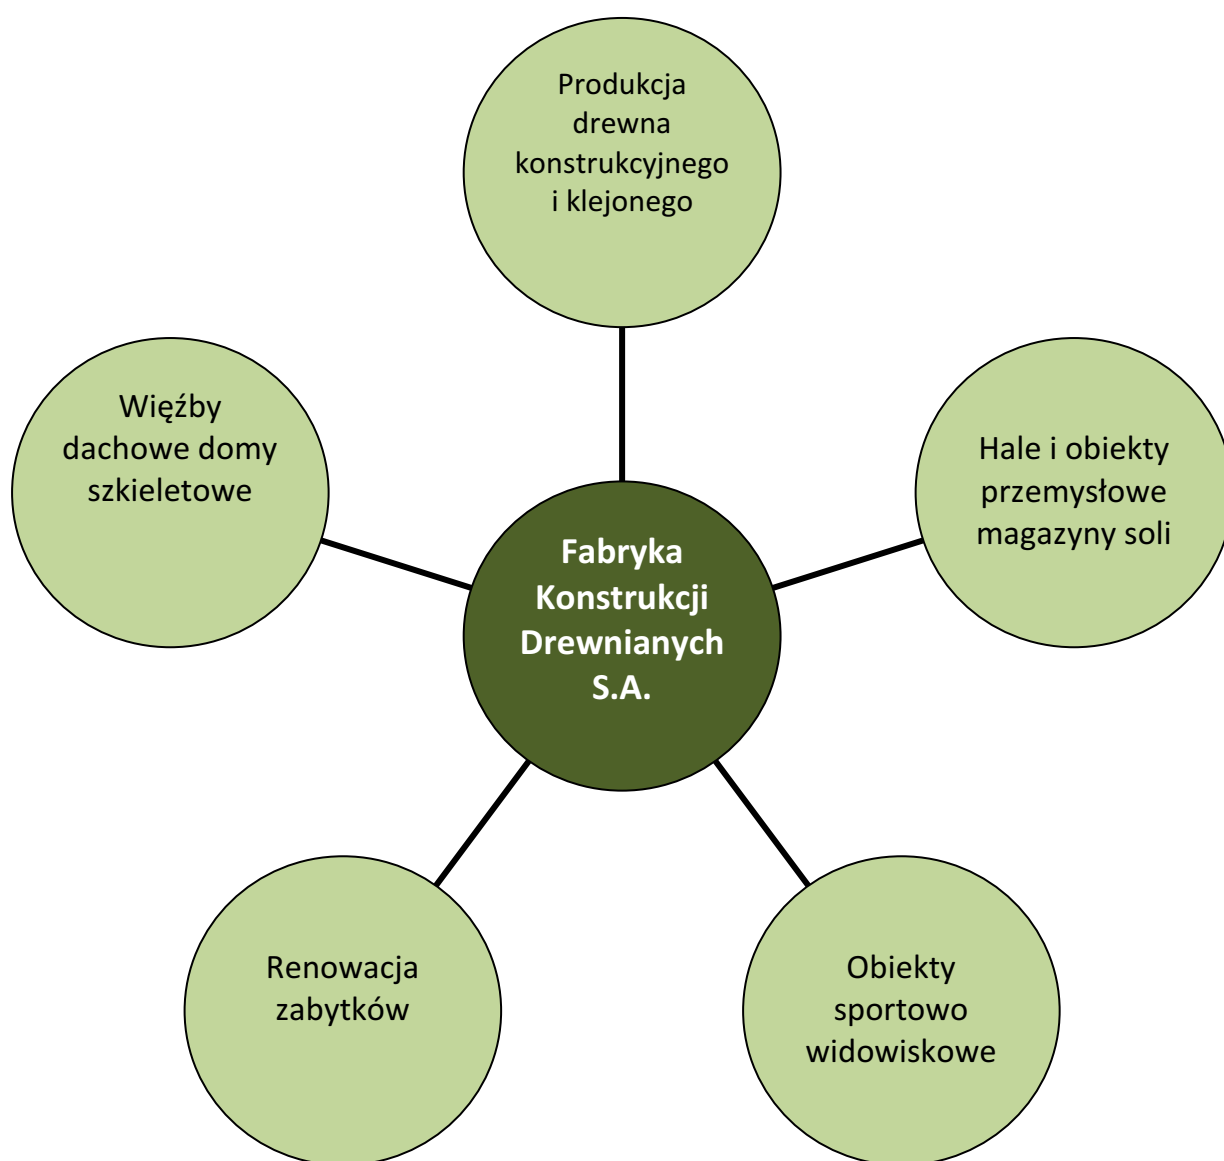 Produkcja
drewna
konstrukcyjnego
i klejonego
Więźby
dachowe domy
szkieletowe
Hale i obiekty
przemysłowe
magazyny soli
Fabryka
Konstrukcji
Drewnianych
S.A.
Renowacja
zabytków
Obiekty
sportowo
widowiskowe